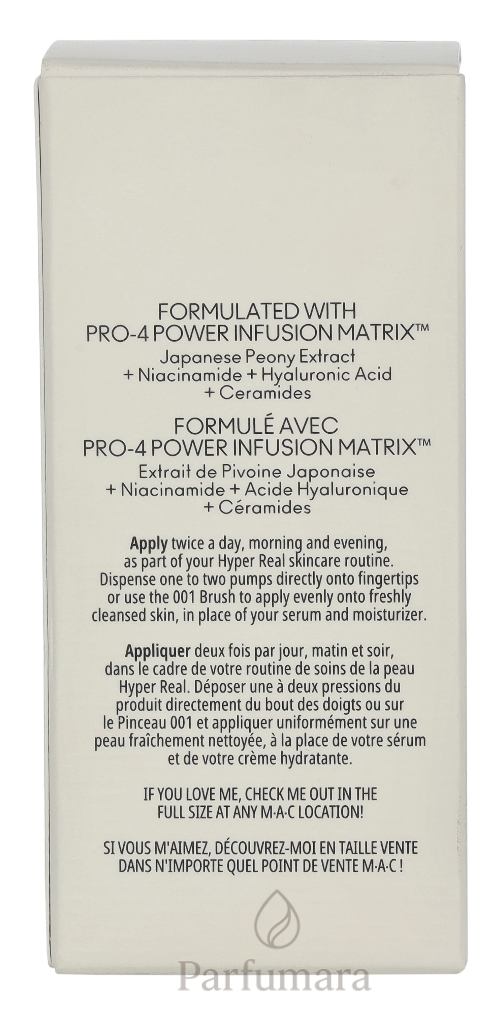 FORMULATED WITH
PRO-4 POWER INFUSION MATRIX™
Japanese Peony Extract
+ Niacinamide + Hyaluronic Acid
+ Ceramides
FORMULÉ AVEC
PRO-4 POWER INFUSION MATRIX™
Extrait de Pivoine Japonaise
+ Niacinamide + Acide Hyaluronique
+ Céramides
Apply twice a day, morning and evening,
as part of your Hyper Real skincare routine.
Dispense one to two pumps directly onto fingertips
or use the 001 Brush to apply evenly onto freshly
cleansed skin, in place of your serum and moisturizer.
Appliquer deux fois par jour, matin et soir,
dans le cadre de votre routine de soins de la peau
Hyper Real. Déposer une à deux pressions du
produit directement du bout des doigts ou sur
le Pinceau 001 et appliquer uniformément sur une
peau fraîchement nettoyée, à la place de votre sérum
et de votre crème hydratante.
IF YOU LOVE ME, CHECK ME OUT IN THE
FULL SIZE AT ANY M·A·C LOCATION!
SI VOUS M'AIMEZ, DÉCOUVREZ-MOI EN TAILLE VENTE
DANS N'IMPORTE QUEL POINT DE VENTE M·A·C !
Parfumara